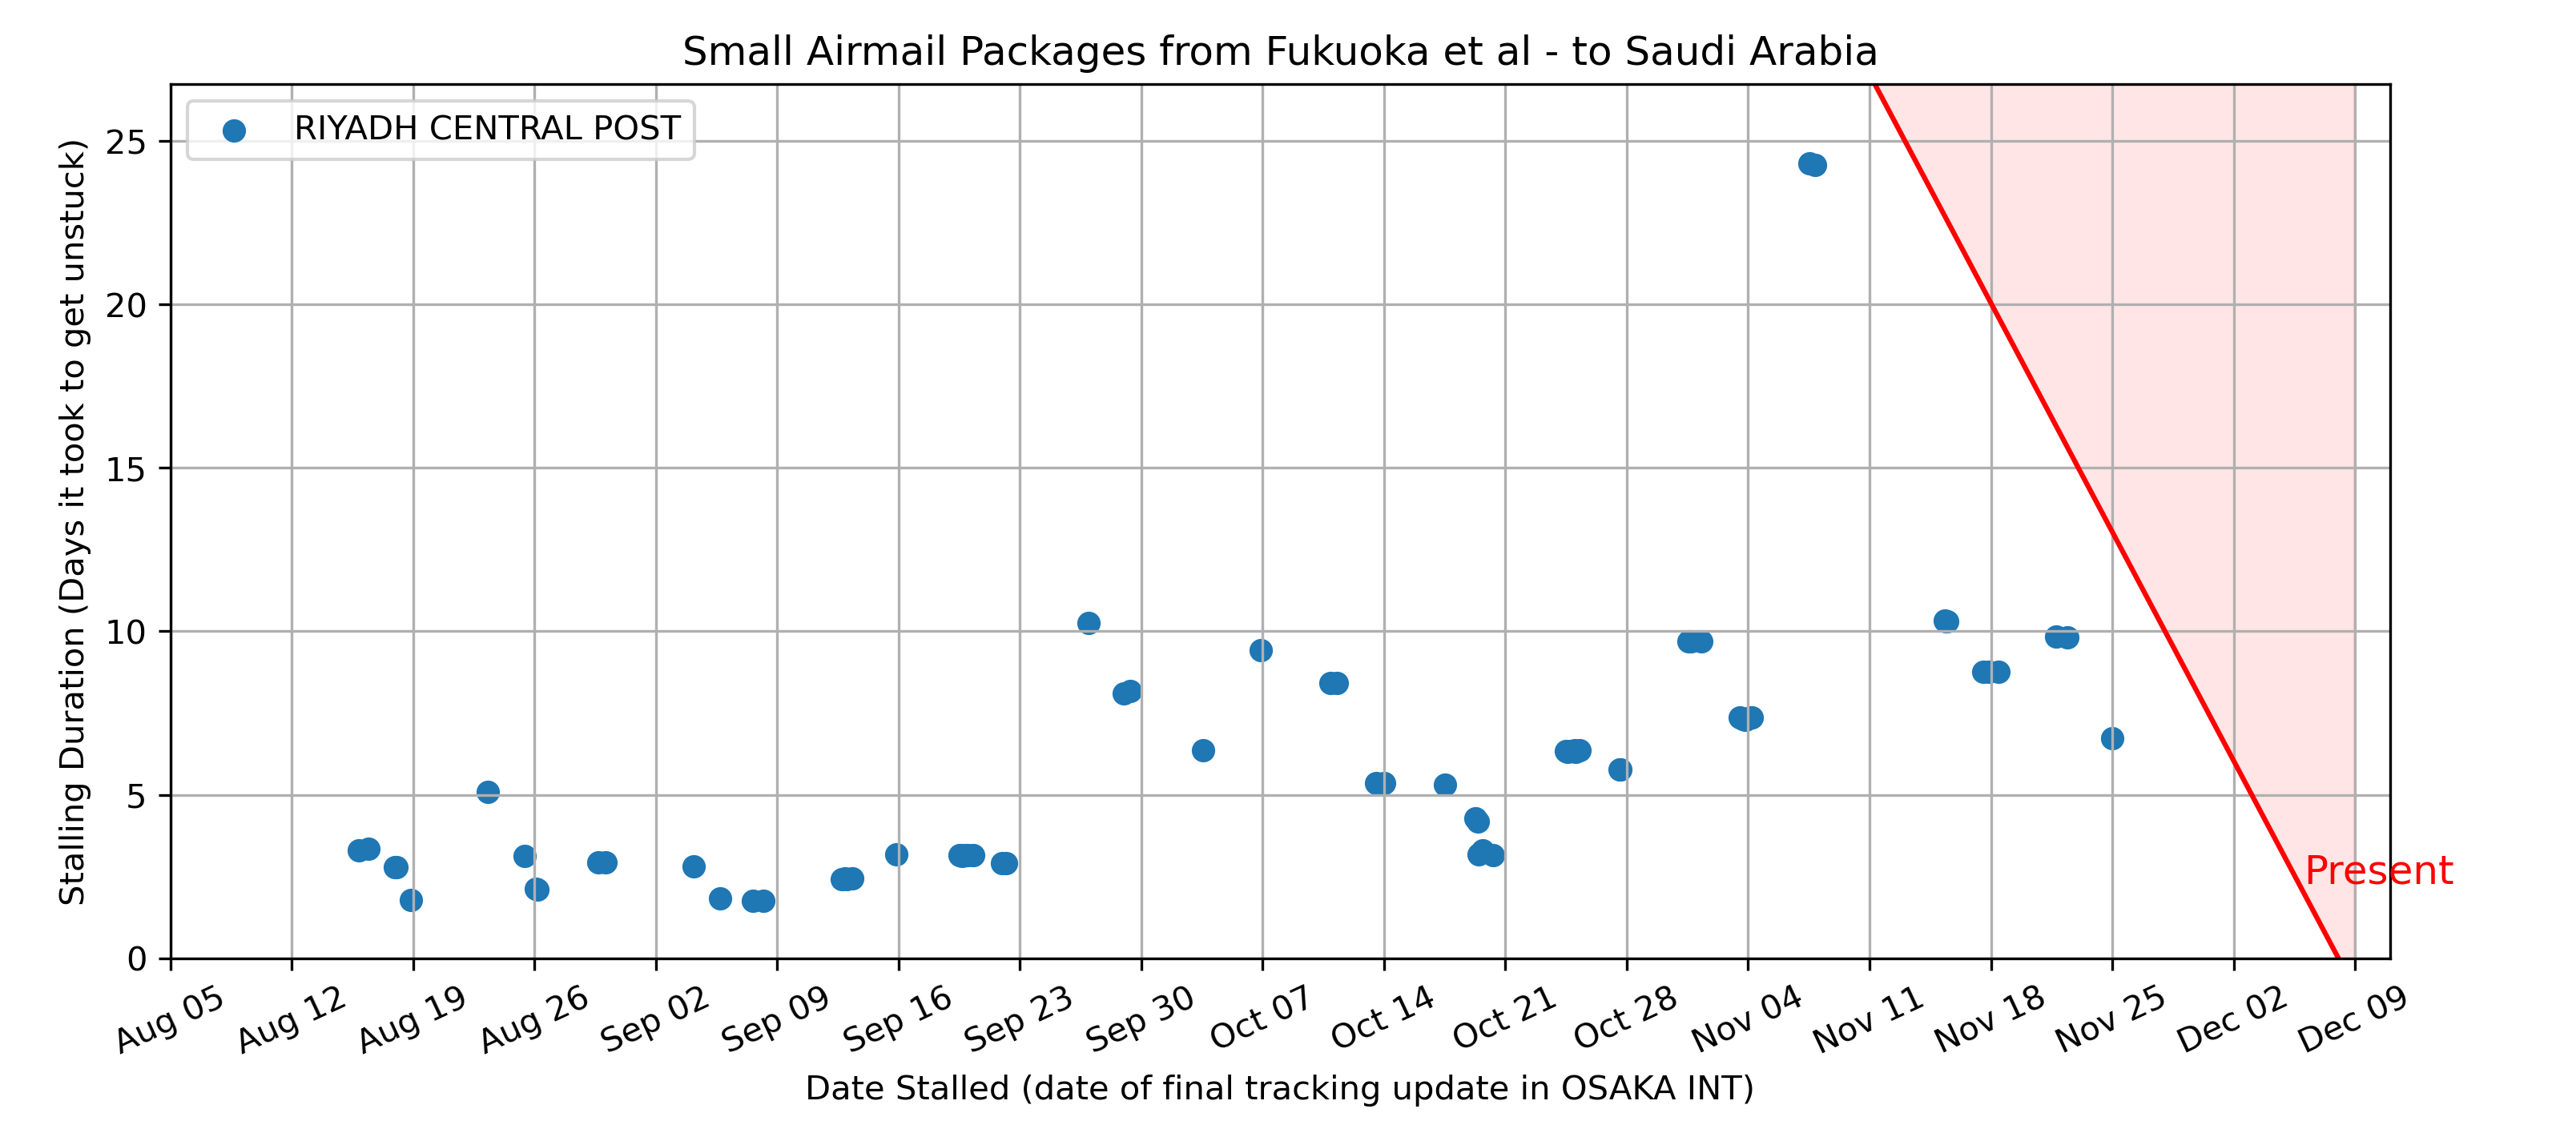 Small Airmail Packages from Fukuoka et al - to Saudi Arabia
RIYADH CENTRAL POST
Stalling Duration (Days it took to get unstuck)
25
20
15
10
5
0
Present
Aug 05 Aug 12 Aug 19 Aug 26 Sep 02 Sep 09 Sep 16 Sep 23 Sep 30 Oct 07 Oct 14 Oct 21 Oct 28 Nov 04 Nov 11 Nov 18 Nov 25 Dec 02 Dec 09
Date Stalled (date of final tracking update in OSAKA INT)